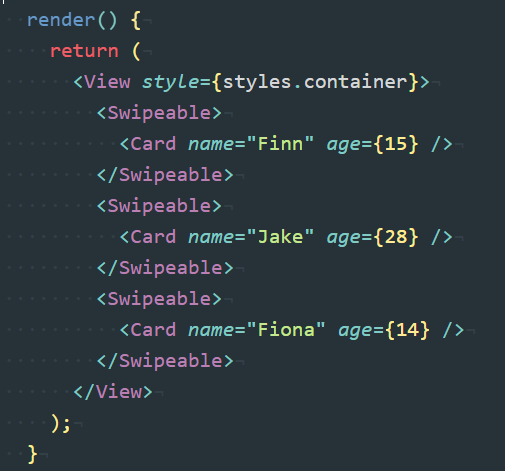 render() {
return (
<View style={styles.container}>
<Swipeable>
<Card name="Finn" age={15} />
</Swipeable>
<Swipeable>
<Card name="Jake" age={28} />
</Swipeable>
<Swipeable>
<Card name="Fiona" age={14} />
</Swipeable>
</View>
);
}